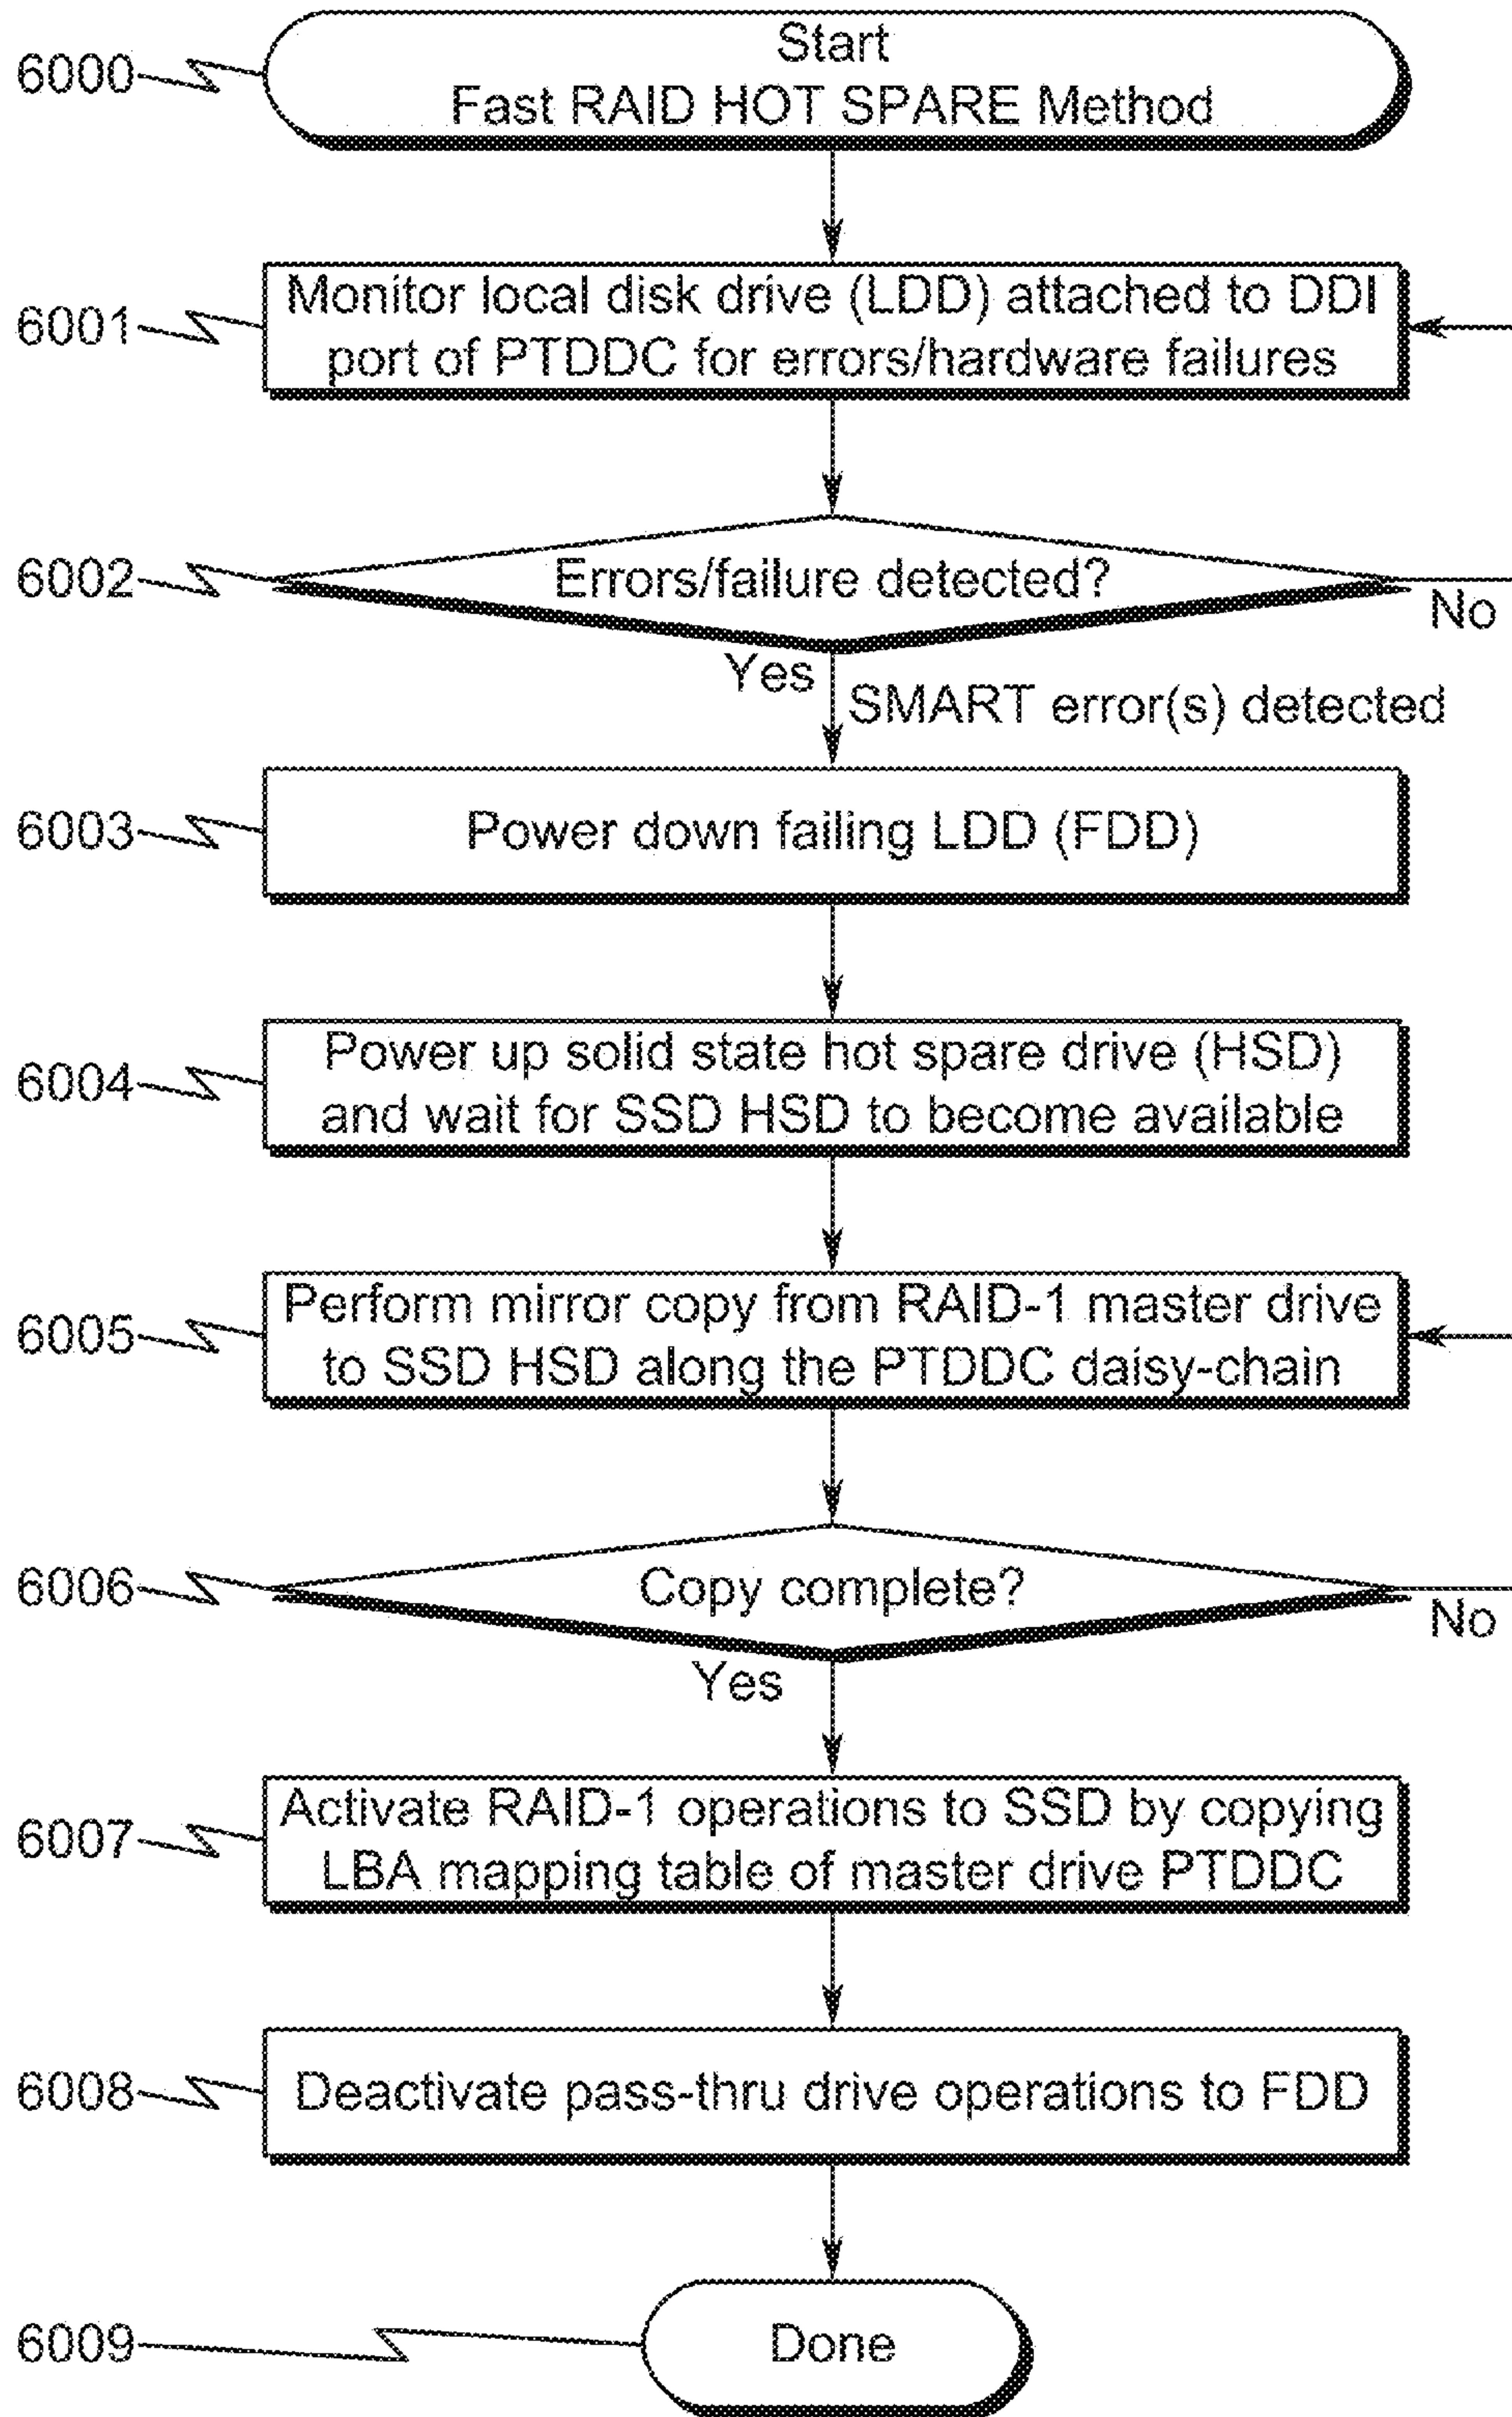 6000
Start
Fast RAID HOT SPARE Method
6001
Monitor local disk drive (LDD) attached to DDI
port of PTDDC for errors/hardware failures
6002
Errors/failure detected?
No
Yes
SMART error(s) detected
6003
Power down failing LDD (FDD)
6004
Power up solid state hot spare drive (HSD)
and wait for SSD HSD to become available
6005
Perform mirror copy from RAID-1 master drive
to SSD HSD along the PTDDC daisy-chain
6006
Copy complete?
No
Yes
6007
Activate RAID-1 operations to SSD by copying
LBA mapping table of master drive PTDDC
6008
Deactivate pass-thru drive operations to FDD
6009
Done